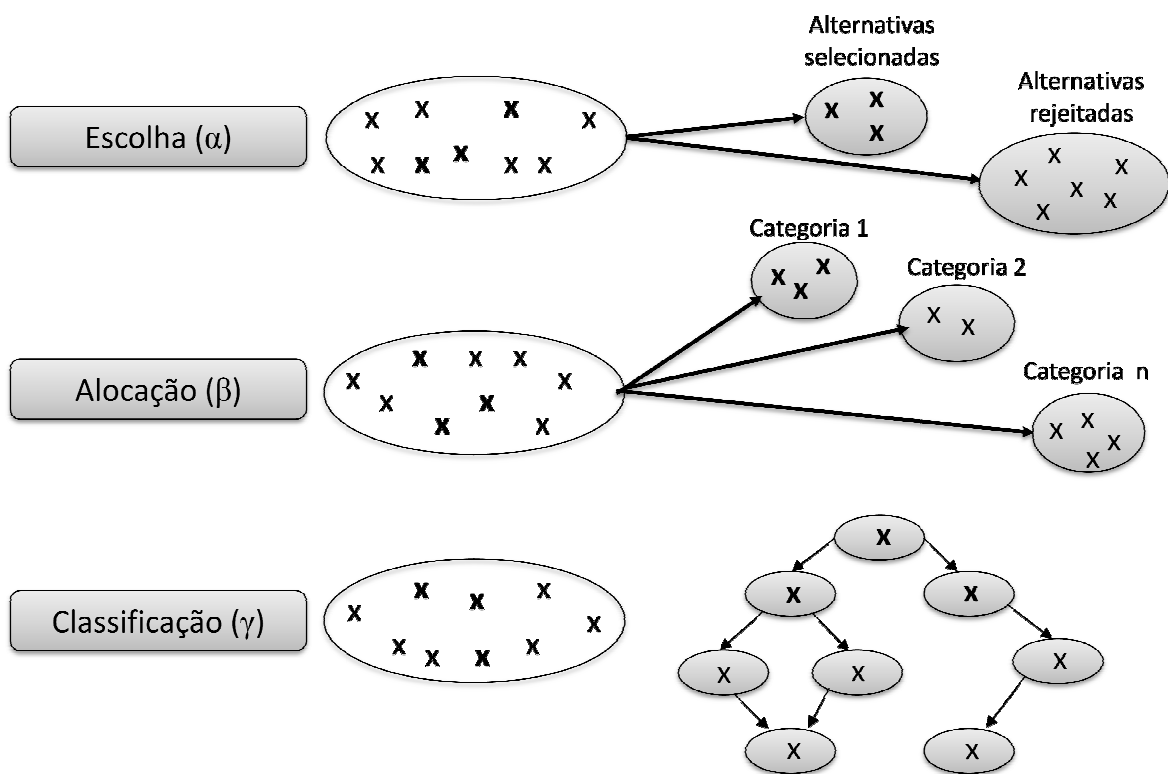 Alternativas
selecionadas
Alternativas
rejeitadas
Escolha (α)
X X X X
X X X X X
X X
X
X X
X X X
X
Categoria 1
X X
X
Categoria 2
X X
Alocação (β)
X X X
X X
X X
X X
Categoria n
X X
X
X
Classificação (γ)
X X X
X X
X X X X
X
X X
X X X
X X